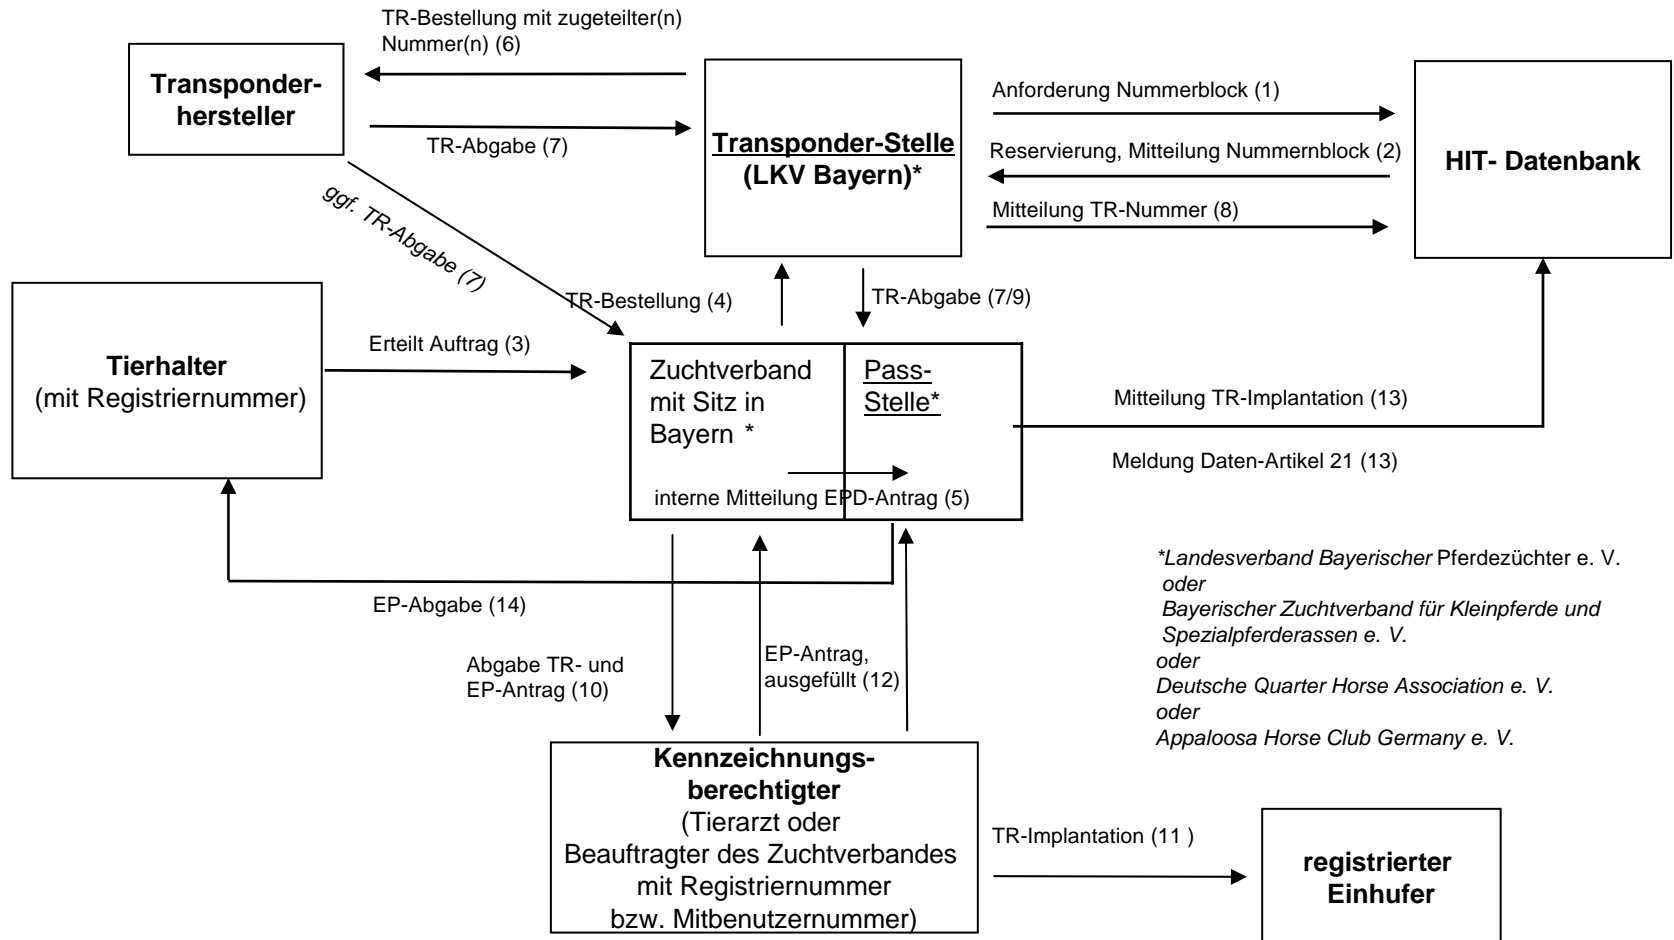 TR-Bestellung mit zugeteilter(n)
Nummer(n) (6)
Transponder-
hersteller
TR-Abgabe (7)
Transponder-Stelle
(LKV Bayern)*
Anforderung Nummerblock (1)
Reservierung, Mitteilung Nummernblock (2)
Mitteilung TR-Nummer (8)
HIT- Datenbank
ggf. TR-Abgabe (7)
TR-Bestellung (4)
TR-Abgabe (7/9)
Tierhalter
(mit Registriernummer)
Erteilt Auftrag (3)
Zuchtverband
mit Sitz in
Bayern *
Pass-
Stelle*
interne Mitteilung EPD-Antrag (5)
Mitteilung TR-Implantation (13)
Meldung Daten-Artikel 21 (13)
EP-Abgabe (14)
Abgabe TR- und
EP-Antrag (10)
EP-Antrag,
ausgefüllt (12)
*Landesverband Bayerischer Pferdezüchter e. V.
oder
Bayerischer Zuchtverband für Kleinpferde und
Spezialpferderassen e. V.
oder
Deutsche Quarter Horse Association e. V.
oder
Appaloosa Horse Club Germany e. V.
Kennzeichnungs-
berechtigter
(Tierarzt oder
Beauftragter des Zuchtverbandes
mit Registriernummer
bzw. Mitbenutzernummer)
TR-Implantation (11 )
registrierter
Einhufer